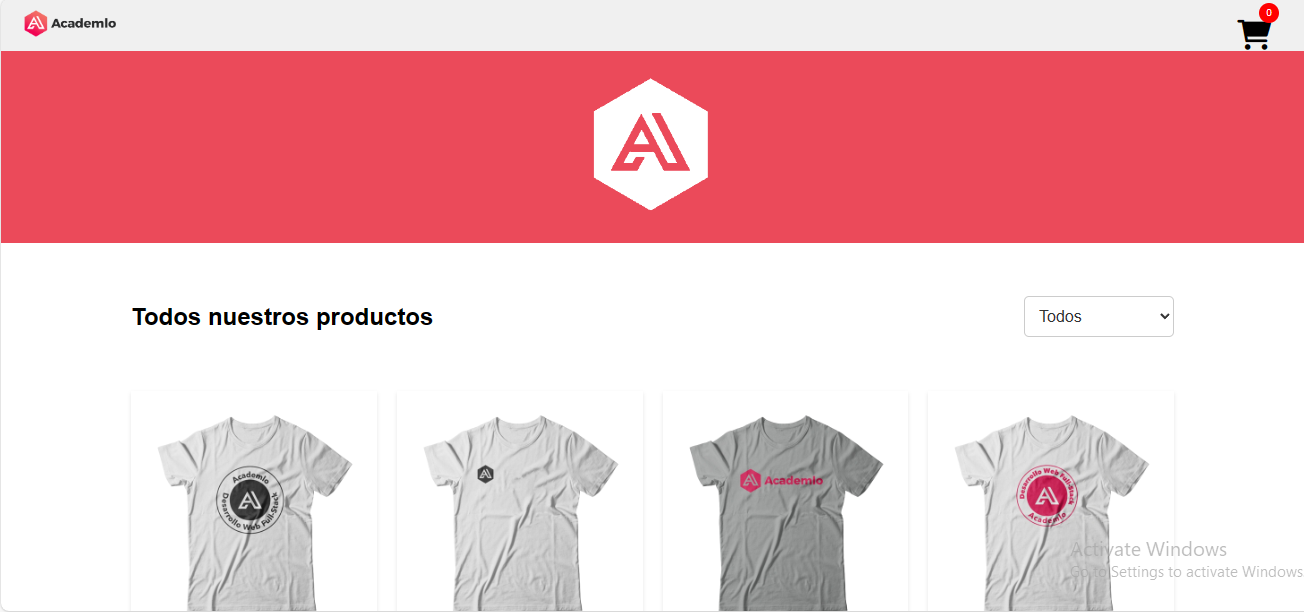 Academlo
0
Todos nuestros productos
Todos
Academlo
Desarrollo Web Full-Stack
Academlo
Desarrollo Web Full-Stack
Academlo
Activate Windows
Go to Settings to activate Windows